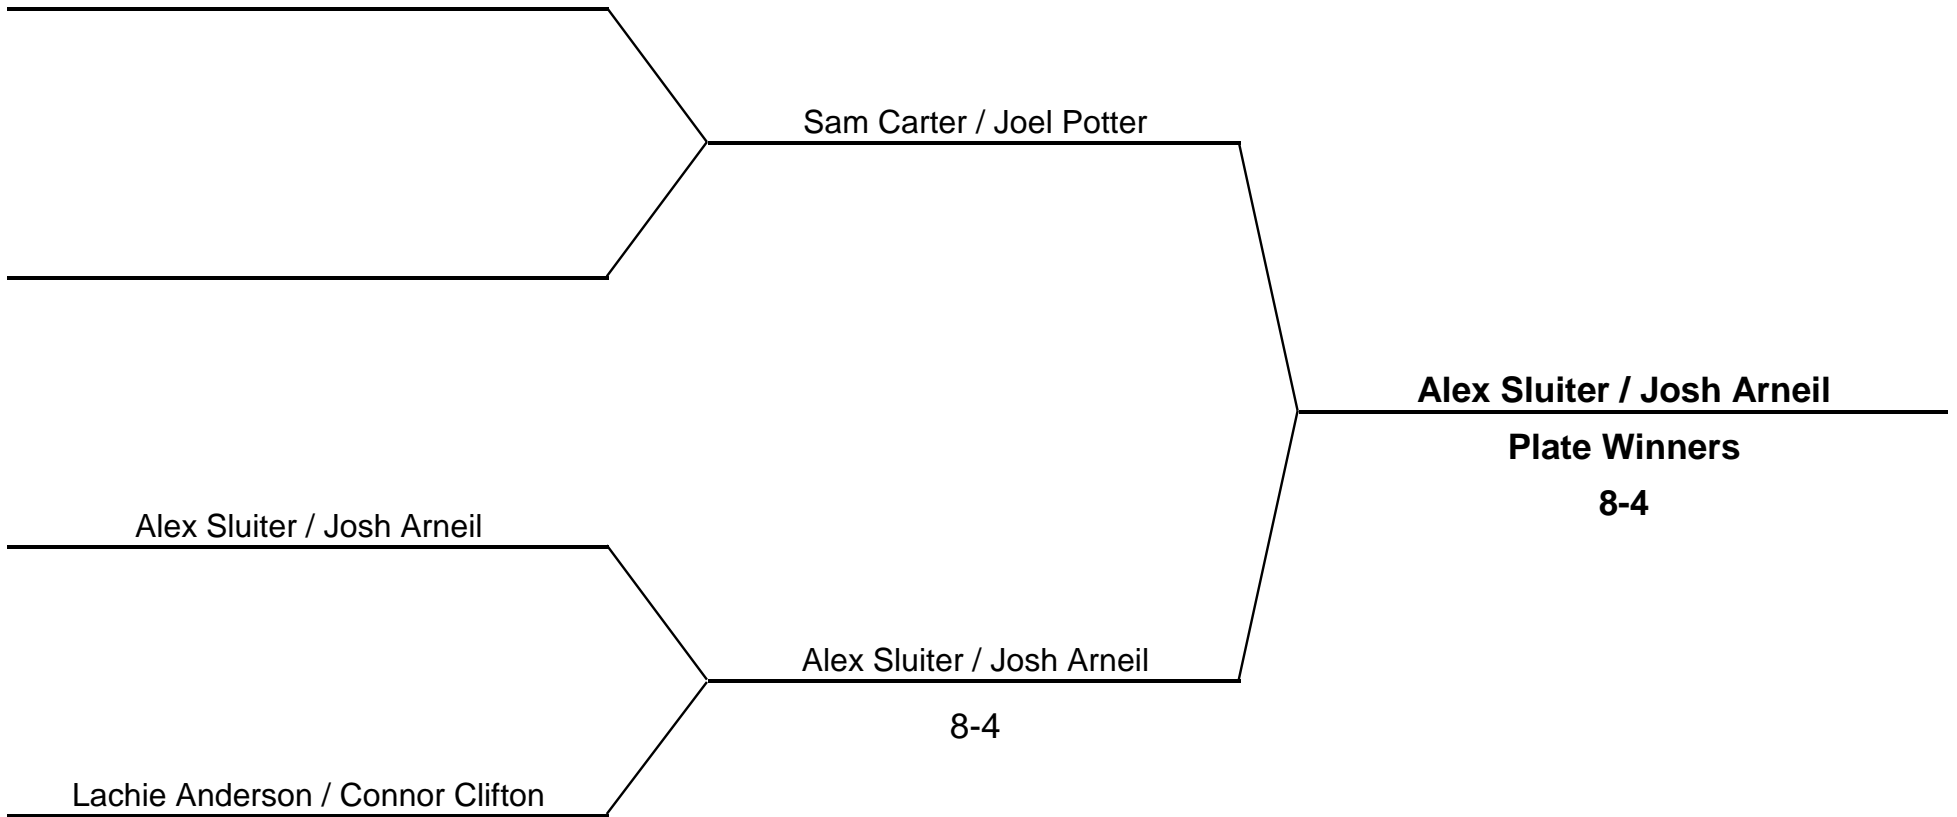 Sam Carter / Joel Potter
Alex Sluiter / Josh Arneil
Plate Winners
8-4
Alex Sluiter / Josh Arneil
Alex Sluiter / Josh Arneil
8-4
Lachie Anderson / Connor Clifton